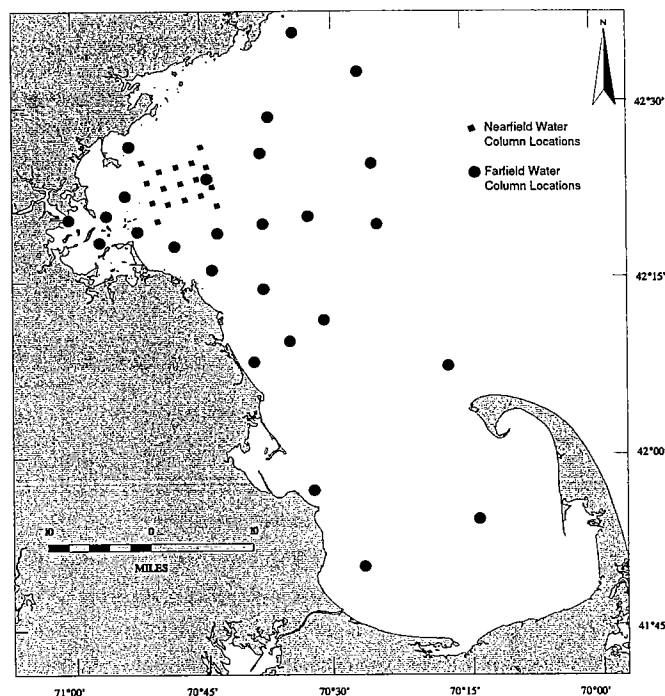 N
42°30'
Nearfield Water
Column Locations
Farfield Water
Column Locations
42°15'
42°00'
10 0 10
MILES
41°45'
71°00' 70°45' 70°30' 70°15' 70°00'